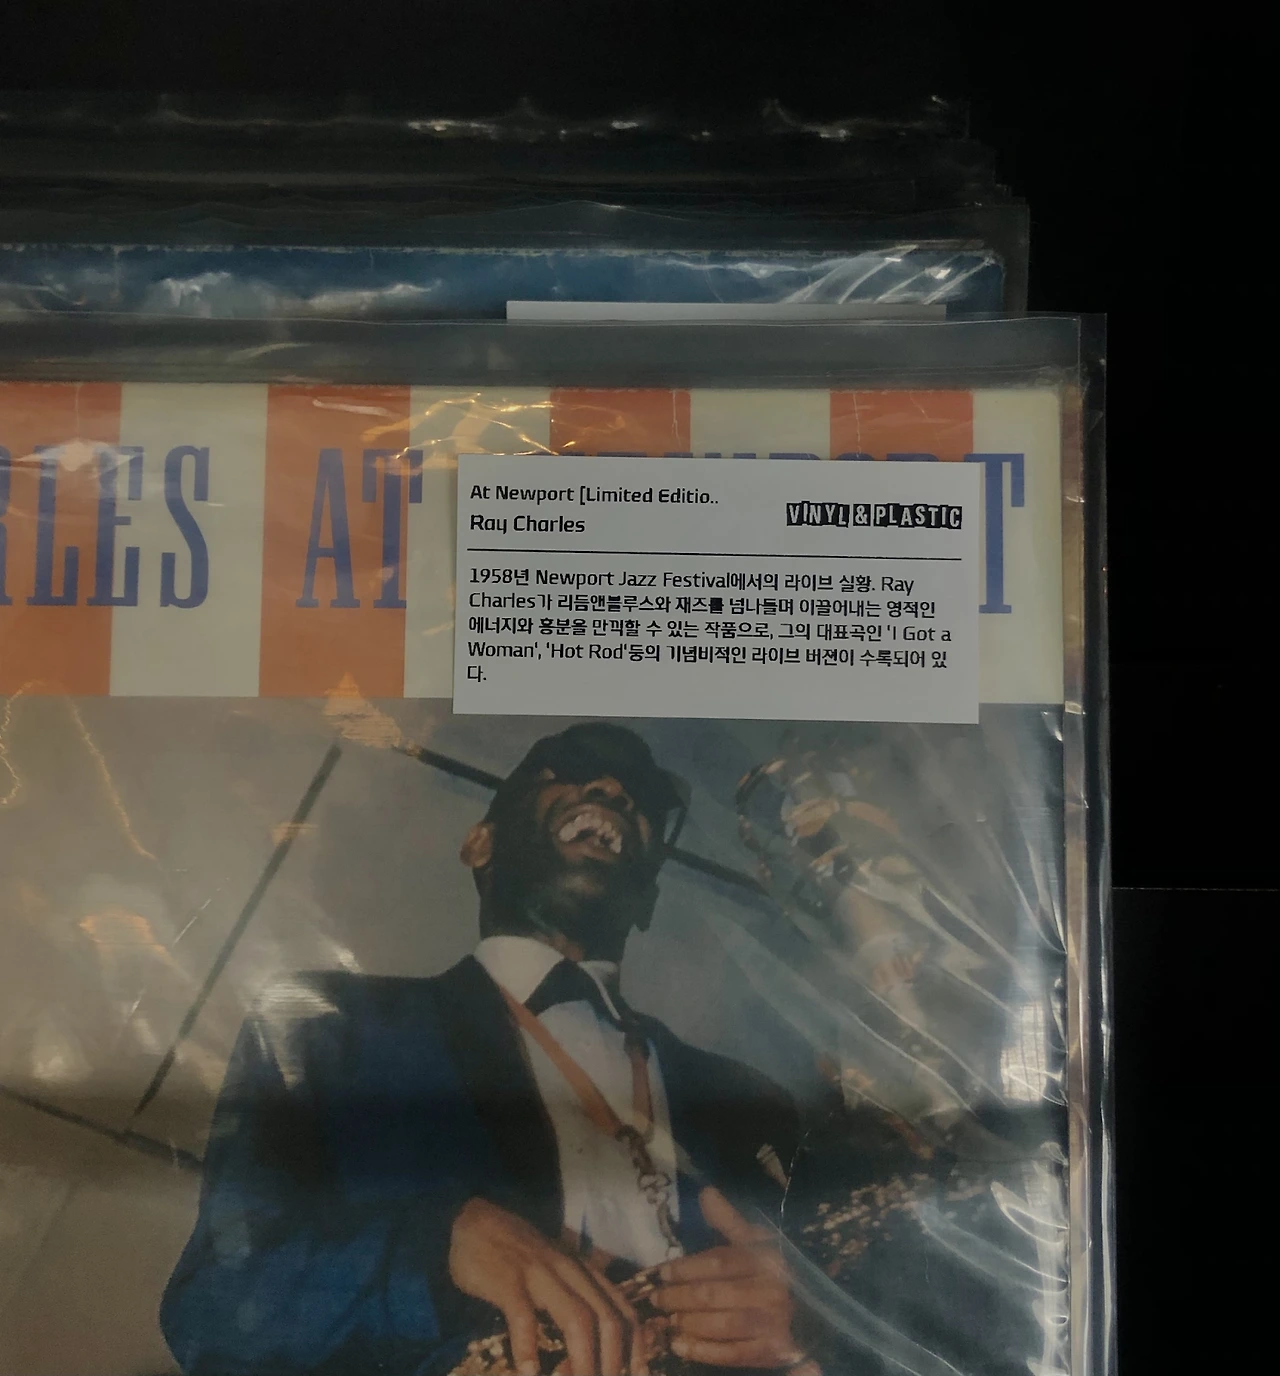 RLES AT T
At Newport [Limited Editio..
Ray Charles
VINYL & PLASTIC
1958년 Newport Jazz Festival에서의 라이브 실황. Ray
Charles가 리듬앤블루스와 재즈를 넘나들며 이끌어내는 영적인
에너지와 흥분을 만끽할 수 있는 작품으로, 그의 대표곡인 'I Got a
Woman', 'Hot Rod'등의 기념비적인 라이브 버젼이 수록되어 있
다.